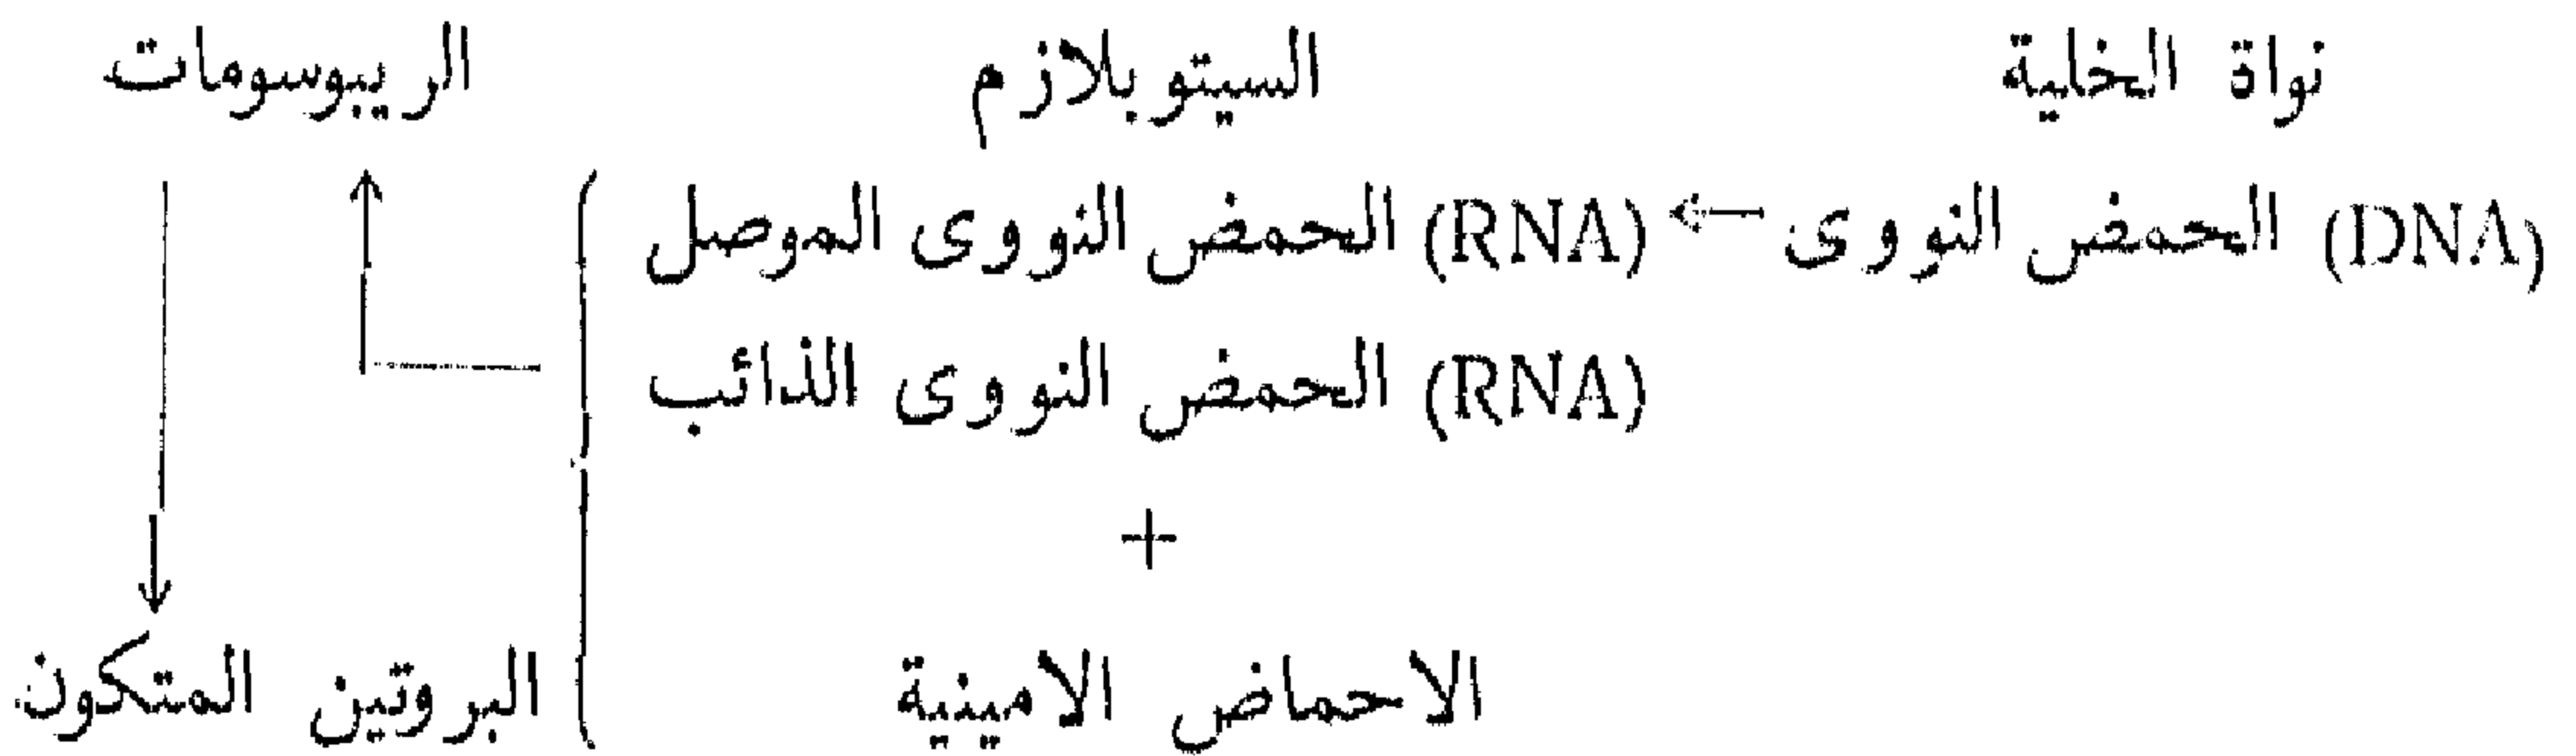 نواة الخلية السيتوبلازم الريبوسومات
(DNA) الحمض النووى ← (RNA) الحمض النووى الموصل
(RNA) الحمض النووى الذائب
+
الاحماض الامينية البروتين المتكون